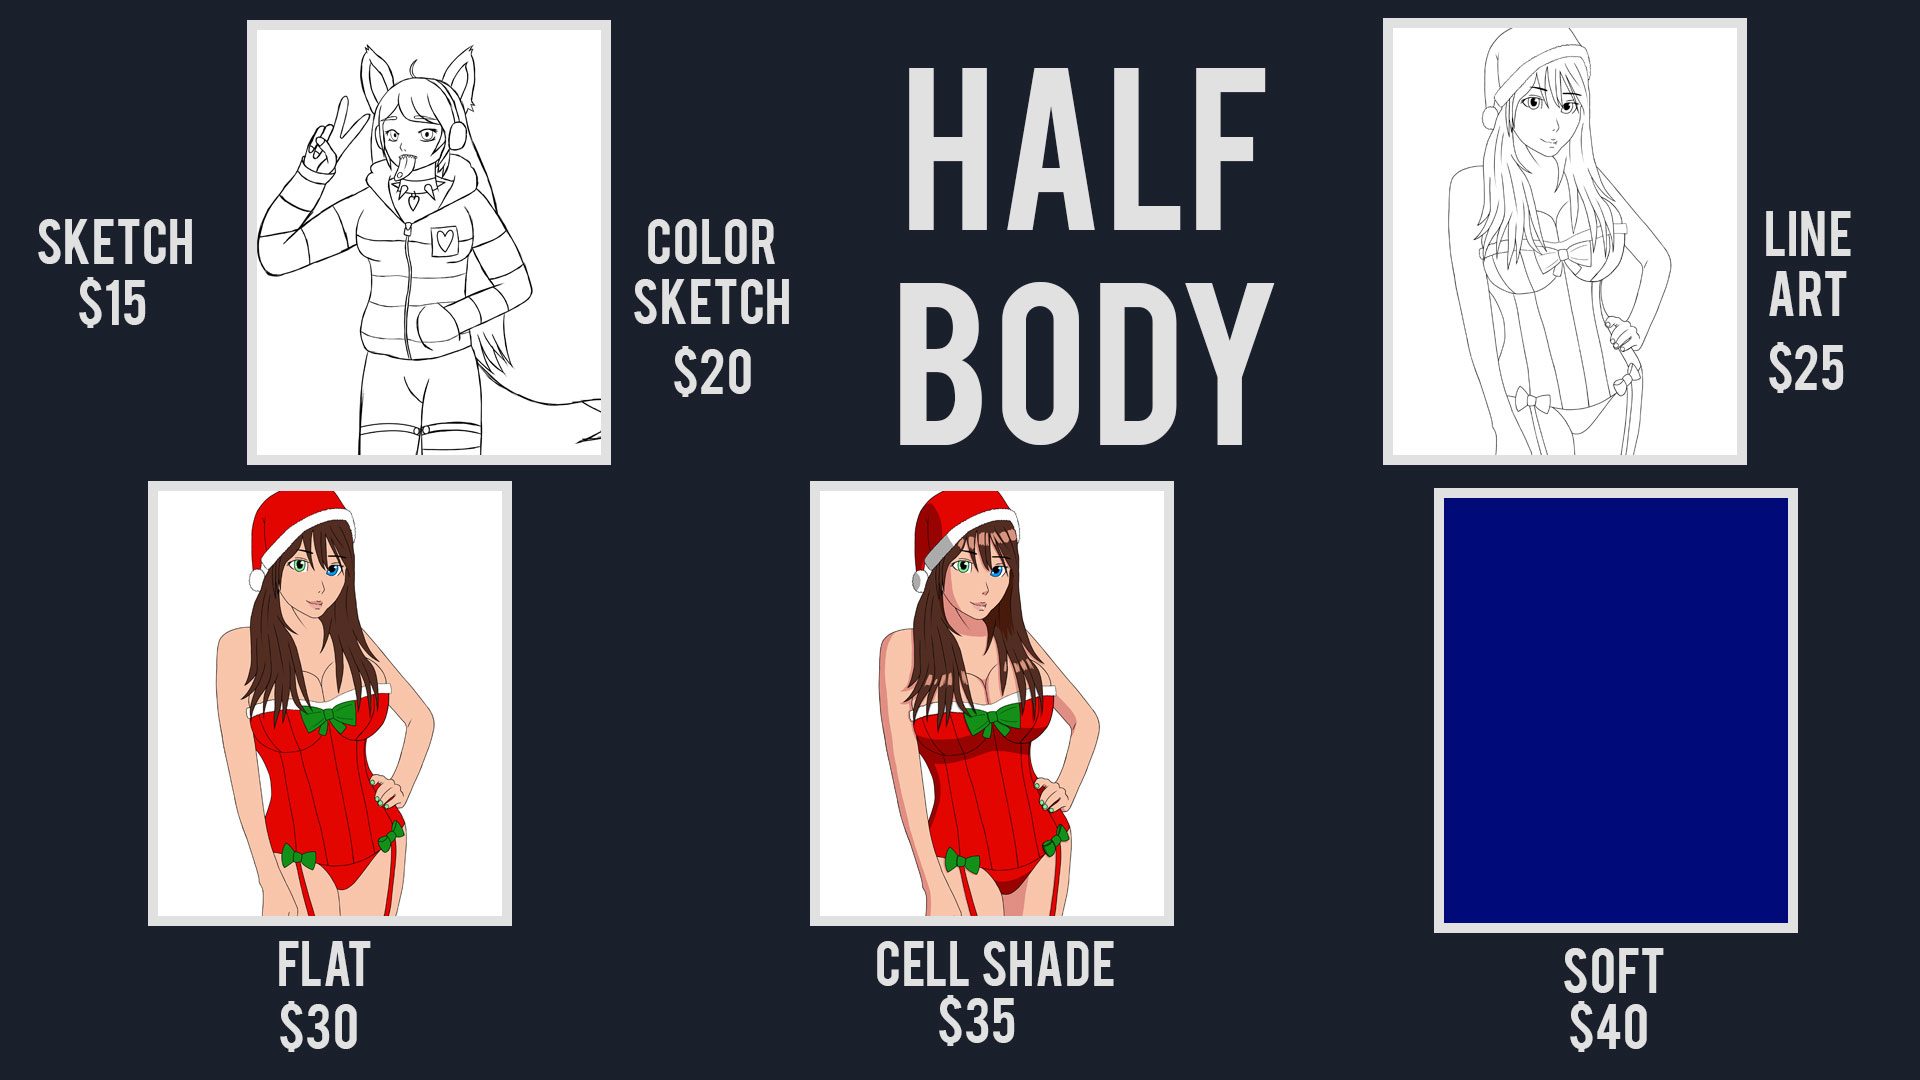 HALF
BODY
SKETCH
$15
COLOR
SKETCH
$20
LINE
ART
$25
FLAT
$30
CELL SHADE
$35
SOFT
$40